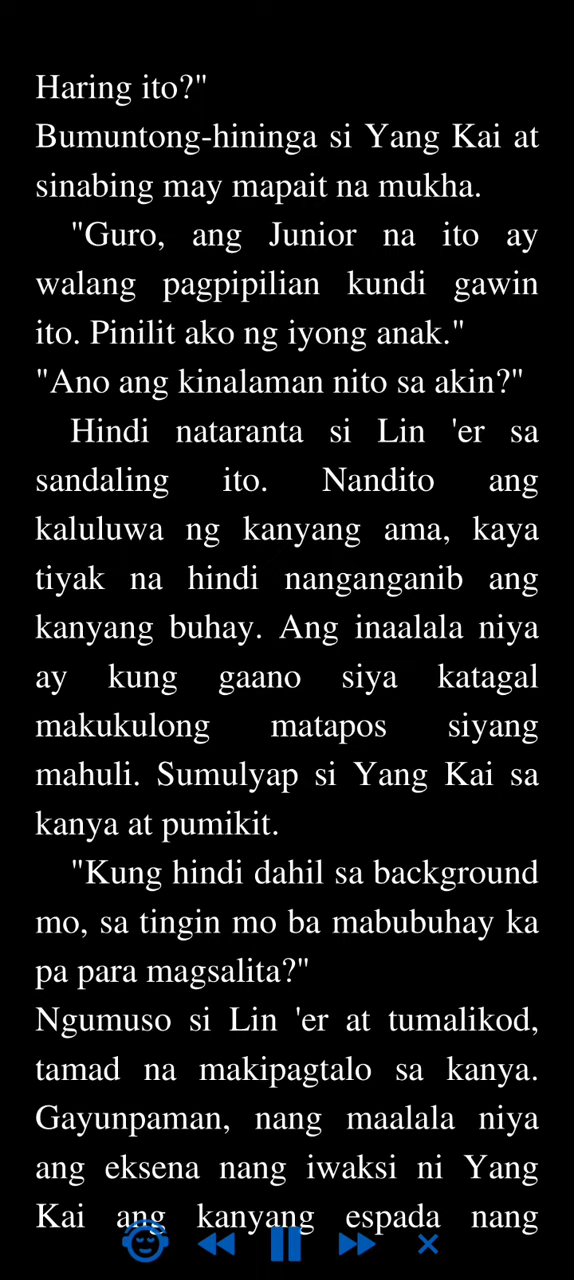 Haring ito?"
Bumuntong-hininga si Yang Kai at
sinabing may mapait na mukha.
"Guro, ang Junior na ito ay
walang pagpipilian kundi gawin
ito. Pinilit ako ng iyong anak."
"Ano ang kinalaman nito sa akin?"
Hindi nataranta si Lin 'er sa
sandaling ito. Nandito ang
kaluluwa ng kanyang ama, kaya
tiyak na hindi nanganganib ang
kanyang buhay. Ang inaalala niya
ay kung gaano siya katagal
makukulong matapos siyang
mahuli. Sumulyap si Yang Kai sa
kanya at pumikit.
"Kung hindi dahil sa background
mo, sa tingin mo ba mabubuhay ka
pa para magsalita?"
Ngumuso si Lin 'er at tumalikod,
tamad na makipagtalo sa kanya.
Gayunpaman, nang maalala niya
ang eksena nang iwaksi ni Yang
Kai ang kanyang espada nang